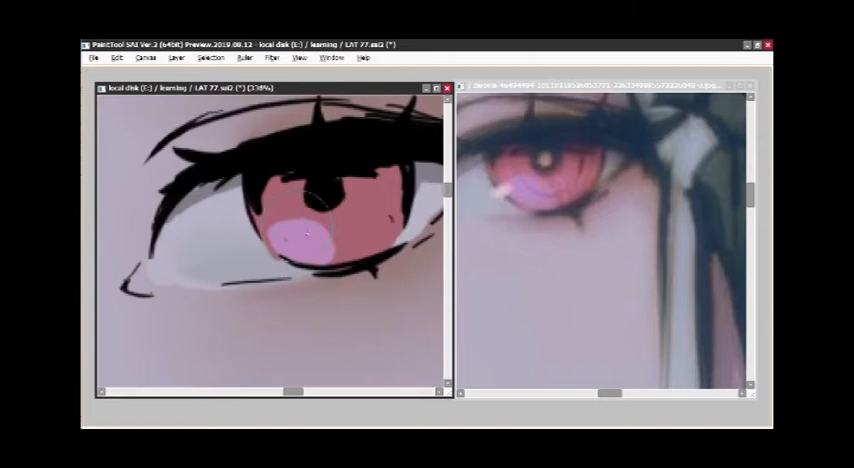 PaintTool SAI Ver.2 (64bit) Preview.2019.08.12 - local disk (E:) / learning / LAT 77.sai2 (*)
File Edit Canvas Layer Selection Ruler Filter View Window Help
local disk (E:) / learning / LAT 77.sai2 (*) (336%)